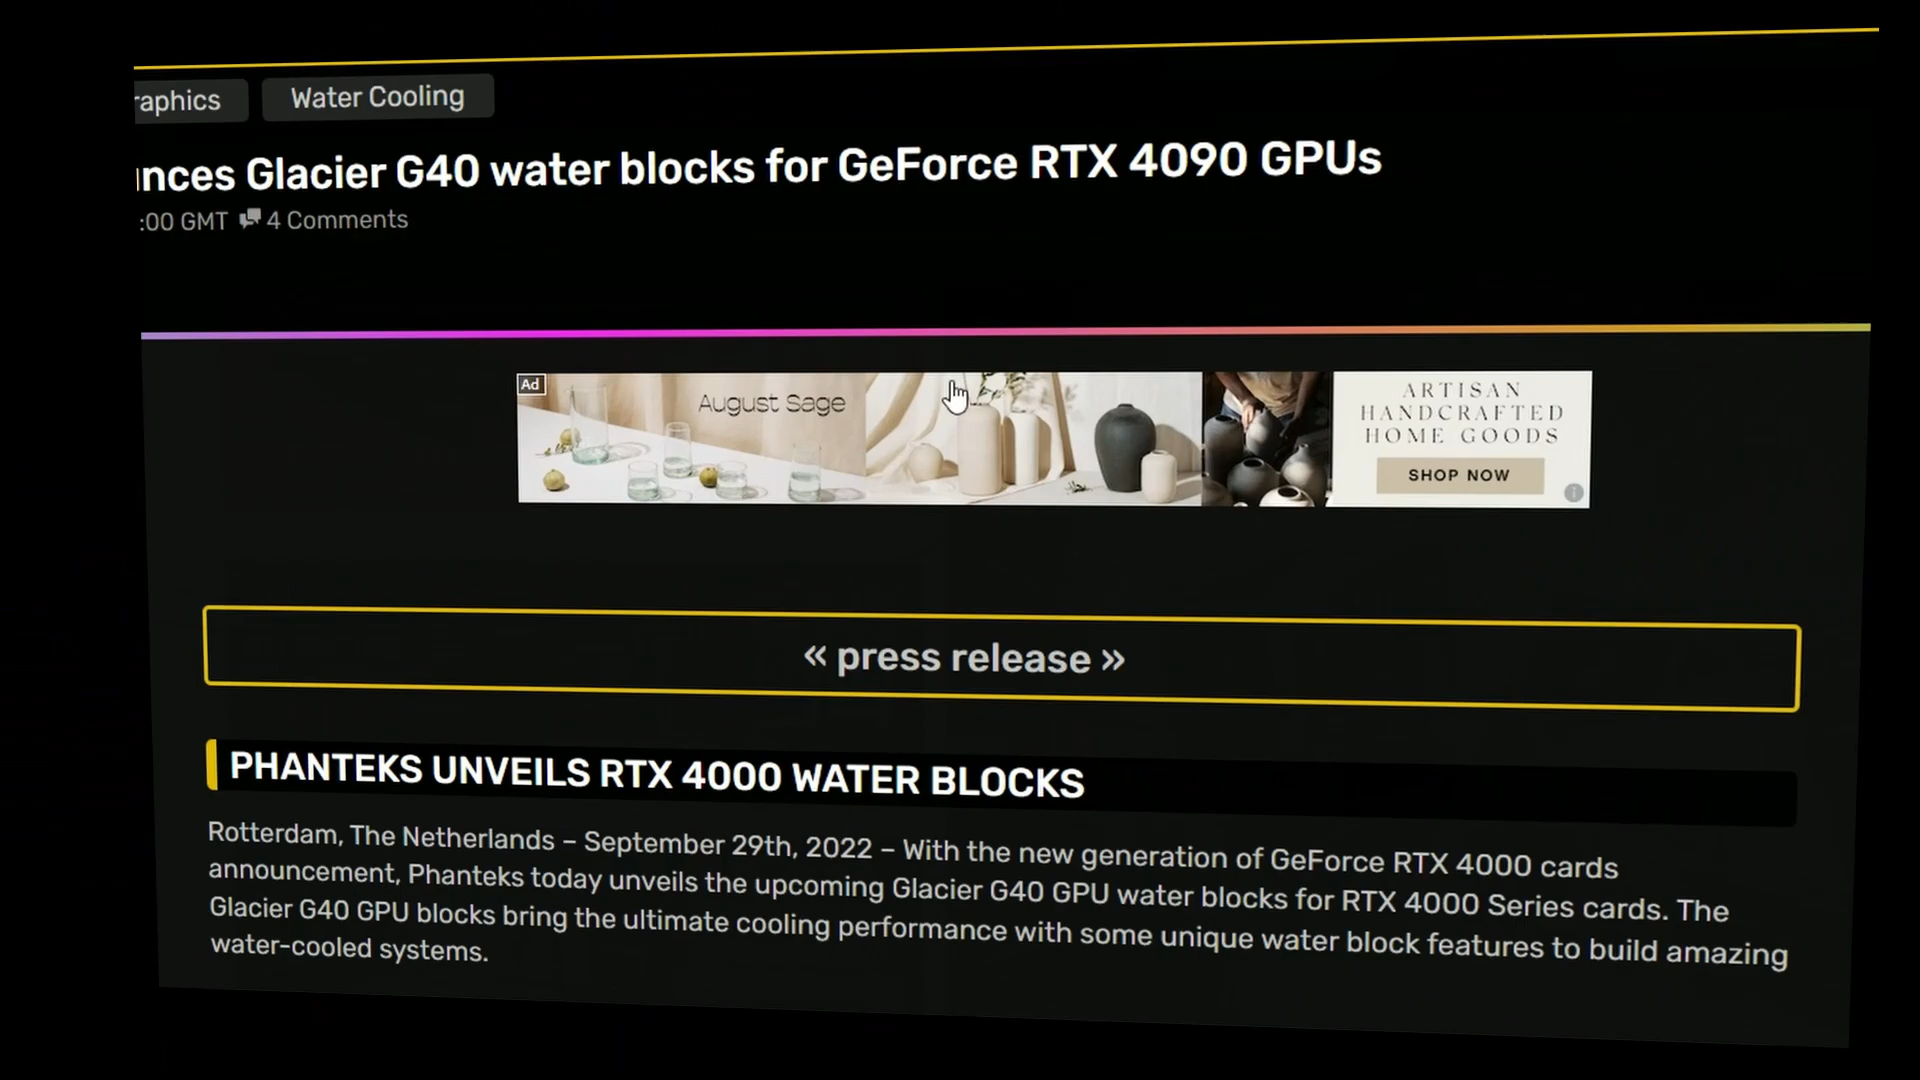 raphics
Water Cooling
nces Glacier G40 water blocks for GeForce RTX 4090 GPUs
:00 GMT 4 Comments
Ad
August Sage
ARTISAN
HANDCRAFTED
HOME GOODS
SHOP NOW
« press release »
PHANTEKS UNVEILS RTX 4000 WATER BLOCKS
Rotterdam, The Netherlands – September 29th, 2022 – With the new generation of GeForce RTX 4000 cards
announcement, Phanteks today unveils the upcoming Glacier G40 GPU water blocks for RTX 4000 Series cards. The
Glacier G40 GPU blocks bring the ultimate cooling performance with some unique water block features to build amazing
water-cooled systems.